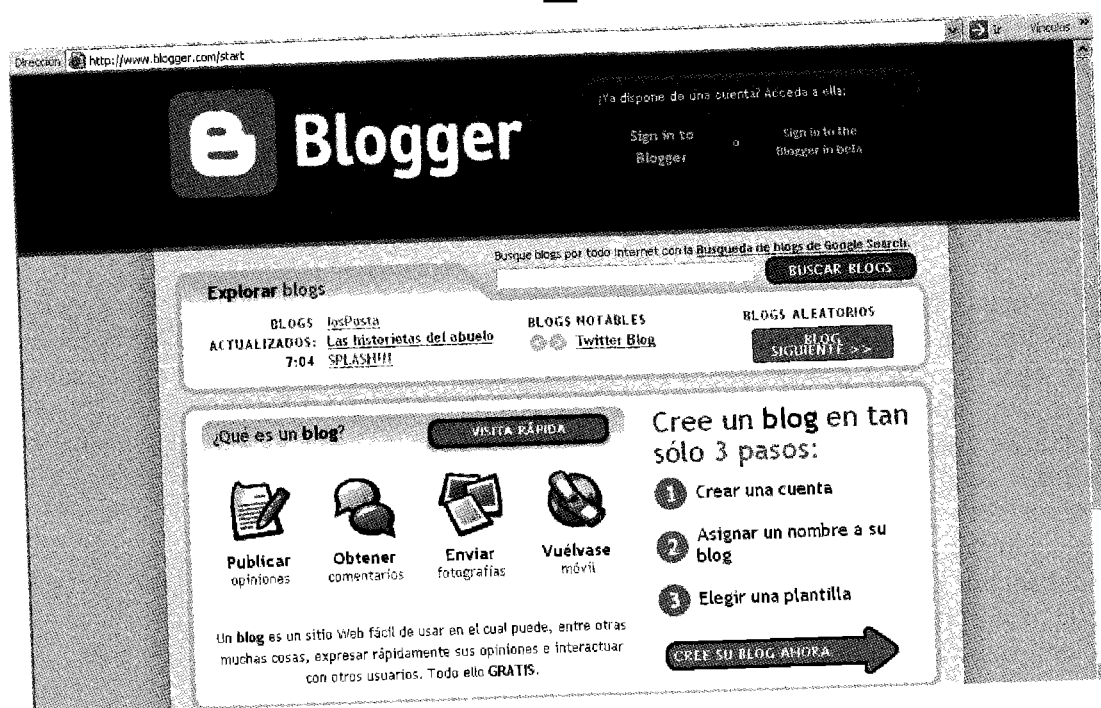 Dirección http://www.blogger.com/start Ir Vínculos »
Blogger
¿Ya dispone de una cuenta? Acceda a ella:
Sign in to
Blogger
o
Sign in to the
Blogger in beta
Busque blogs por todo Internet con la Busqueda de blogs de Google Search.
BUSCAR BLOGS
Explorar blogs
BLOGS
ACTUALIZADOS:
7:04
losPosta
Las historietas del abuelo
SPLASH!!!
BLOGS NOTABLES
Twitter Blog
BLOGS ALEATORIOS
BLOG
SIGUIENTE >>
¿Qué es un blog?
VISITA RÁPIDA
Publicar
opiniones
Obtener
comentarios
Enviar
fotografías
Vuélvase
móvil
Un blog es un sitio Web fácil de usar en el cual puede, entre otras
muchas cosas, expresar rápidamente sus opiniones e interactuar
con otros usuarios. Todo ello GRATIS.
Cree un blog en tan
sólo 3 pasos:
1 Crear una cuenta
2 Asignar un nombre a su
blog
3 Elegir una plantilla
CREE SU BLOG AHORA